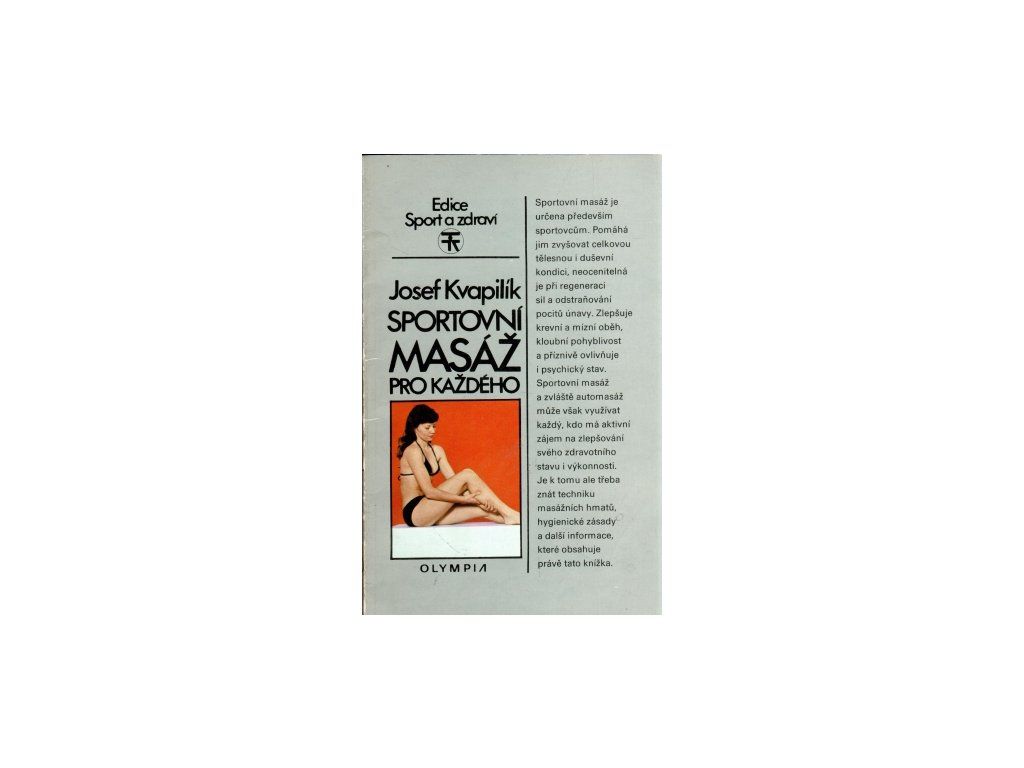 Edice
Sport a zdraví
Josef Kvapilík
SPORTOVNÍ
MASÁŽ
PRO KAŽDÉHO
OLYMPIA
Sportovní masáž je
určena především
sportovcům. Pomáhá
jim zvyšovat celkovou
tělesnou i duševní
kondici, neocenitelná
je při regeneraci
sil a odstraňování
pocitů únavy. Zlepšuje
krevní a mízní oběh,
kloubní pohyblivost
a příznivě ovlivňuje
i psychický stav.
Sportovní masáž
a zvláště automasáž
může však využívat
každý, kdo má aktivní
zájem na zlepšování
svého zdravotního
stavu i výkonnosti.
Je k tomu ale třeba
znát techniku
masážních hmatů,
hygienické zásady
a další informace,
které obsahuje
právě tato knížka.